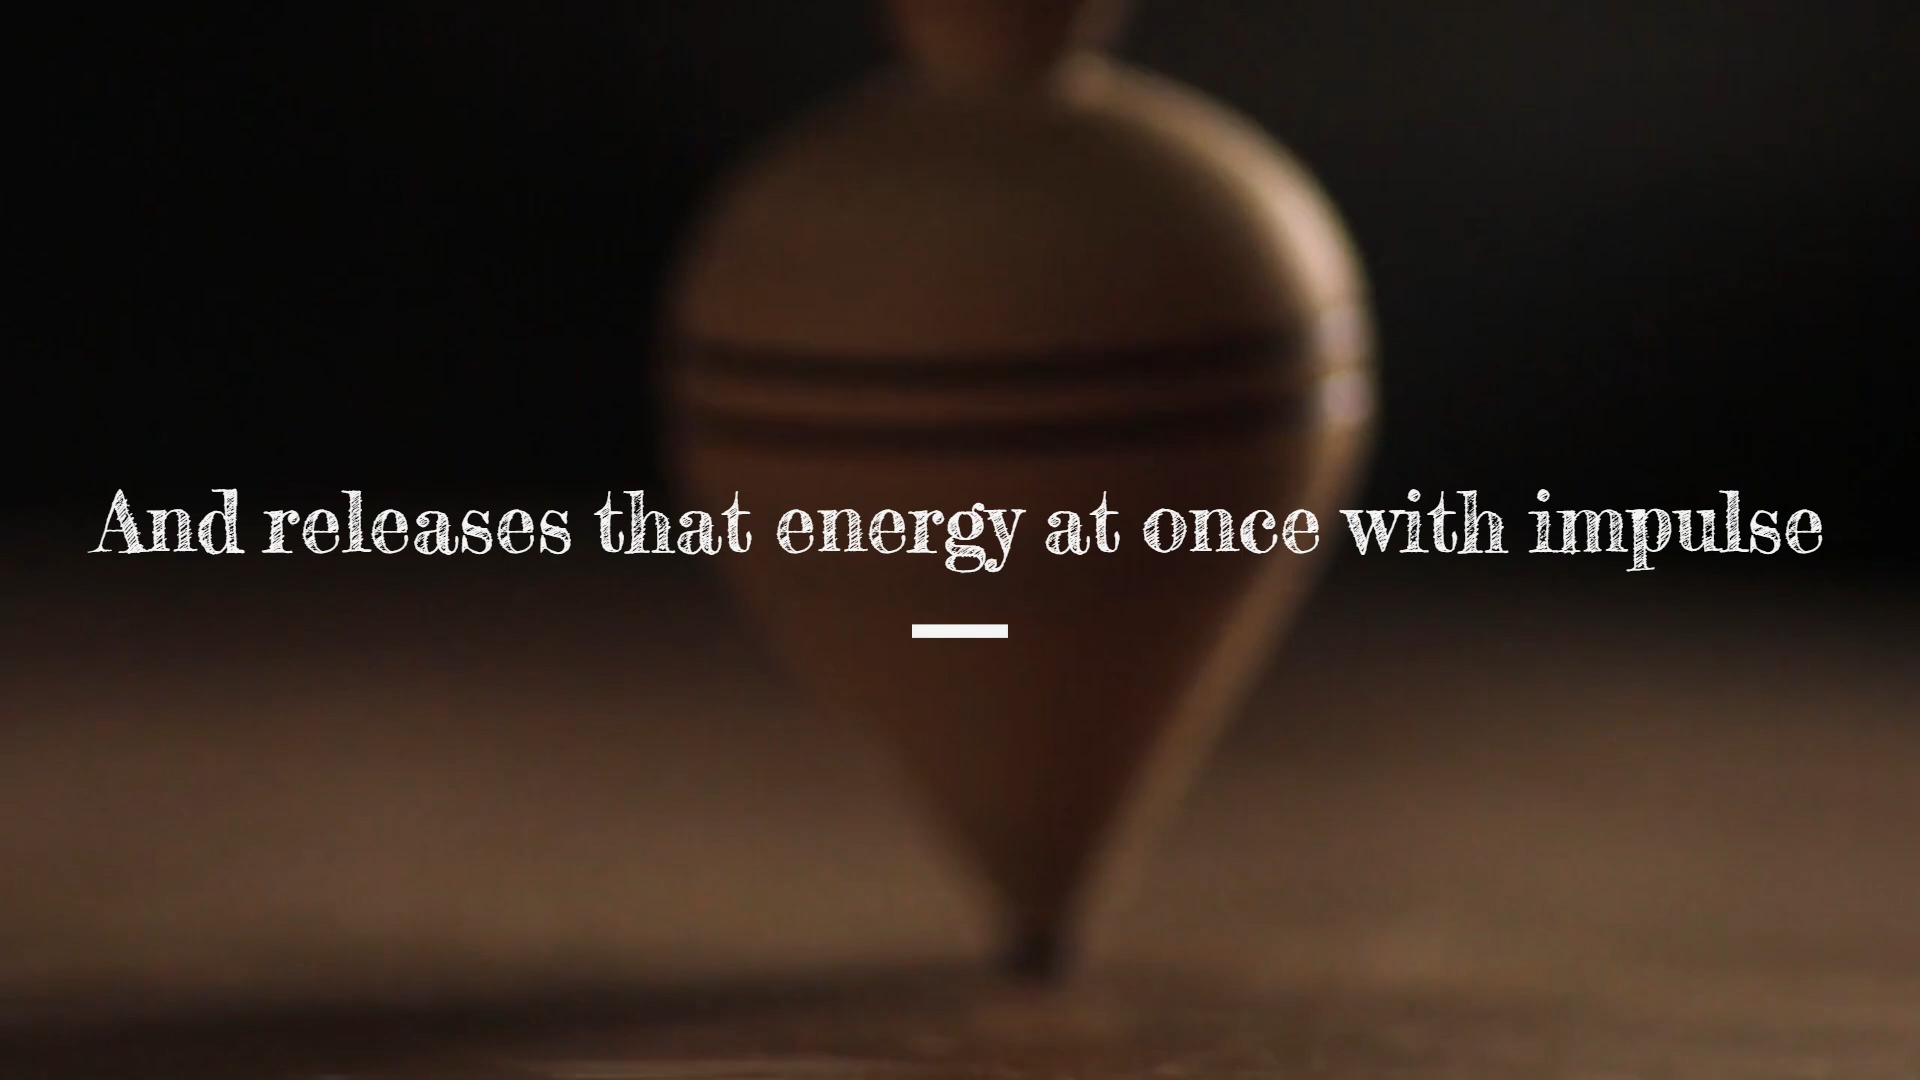 And releases that energy at once with impulse